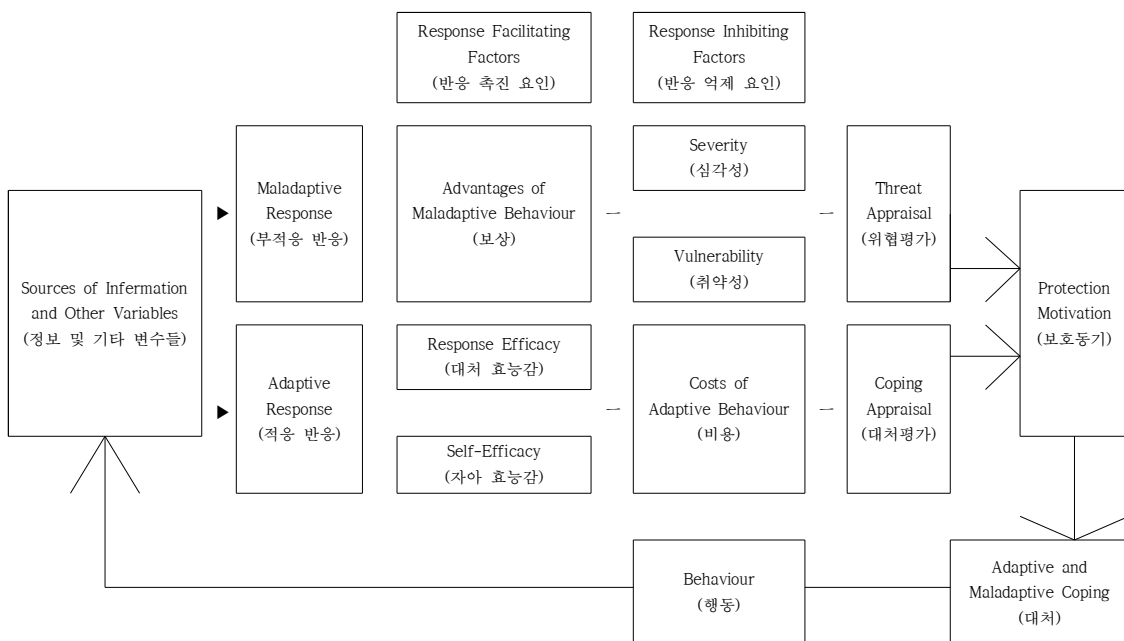 Response Facilitating
Factors
(반응 촉진 요인)
Response Inhibiting
Factors
(반응 억제 요인)
Sources of Infermation
and Other Variables
(정보 및 기타 변수들)
Maladaptive
Response
(부적응 반응)
Advantages of
Maladaptive Behaviour
(보상)
Severity
(심각성)
Vulnerability
(취약성)
Threat
Appraisal
(위협평가)
Adaptive
Response
(적응 반응)
Response Efficacy
(대처 효능감)
Self-Efficacy
(자아 효능감)
Costs of
Adaptive Behaviour
(비용)
Coping
Appraisal
(대처평가)
Protection
Motivation
(보호동기)
Behaviour
(행동)
Adaptive and
Maladaptive Coping
(대처)